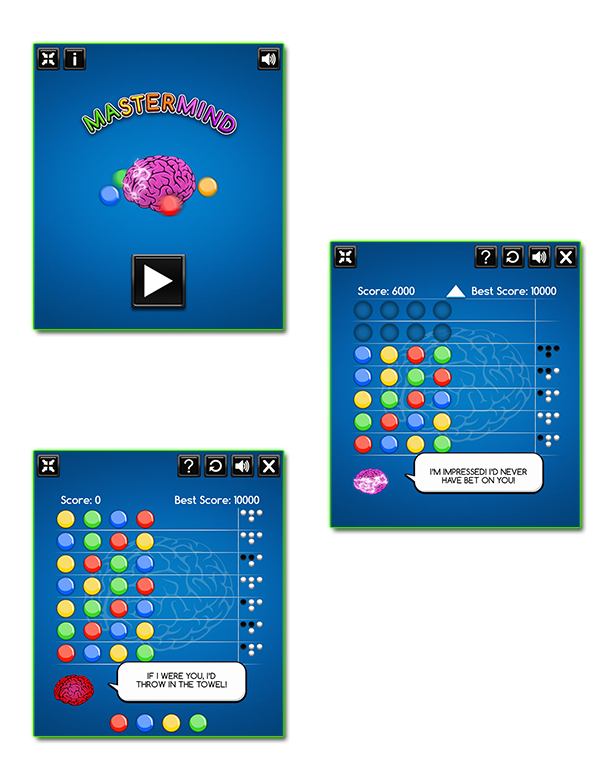 i
MASTERMIND
?
Score: 6000
Best Score: 10000
I'M IMPRESSED! I'D NEVER
HAVE BET ON YOU!
?
Score: 0
Best Score: 10000
IF I WERE YOU, I'D
THROW IN THE TOWEL!